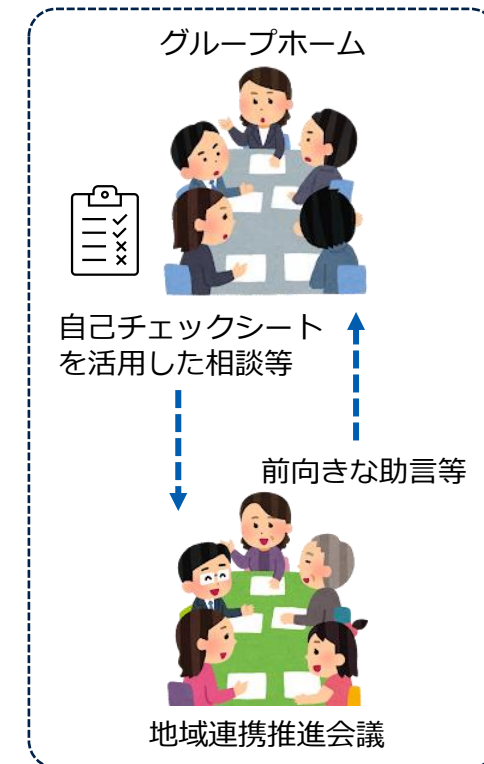 グループホーム
自己チェックシート
を活用した相談等
前向きな助言等
地域連携推進会議